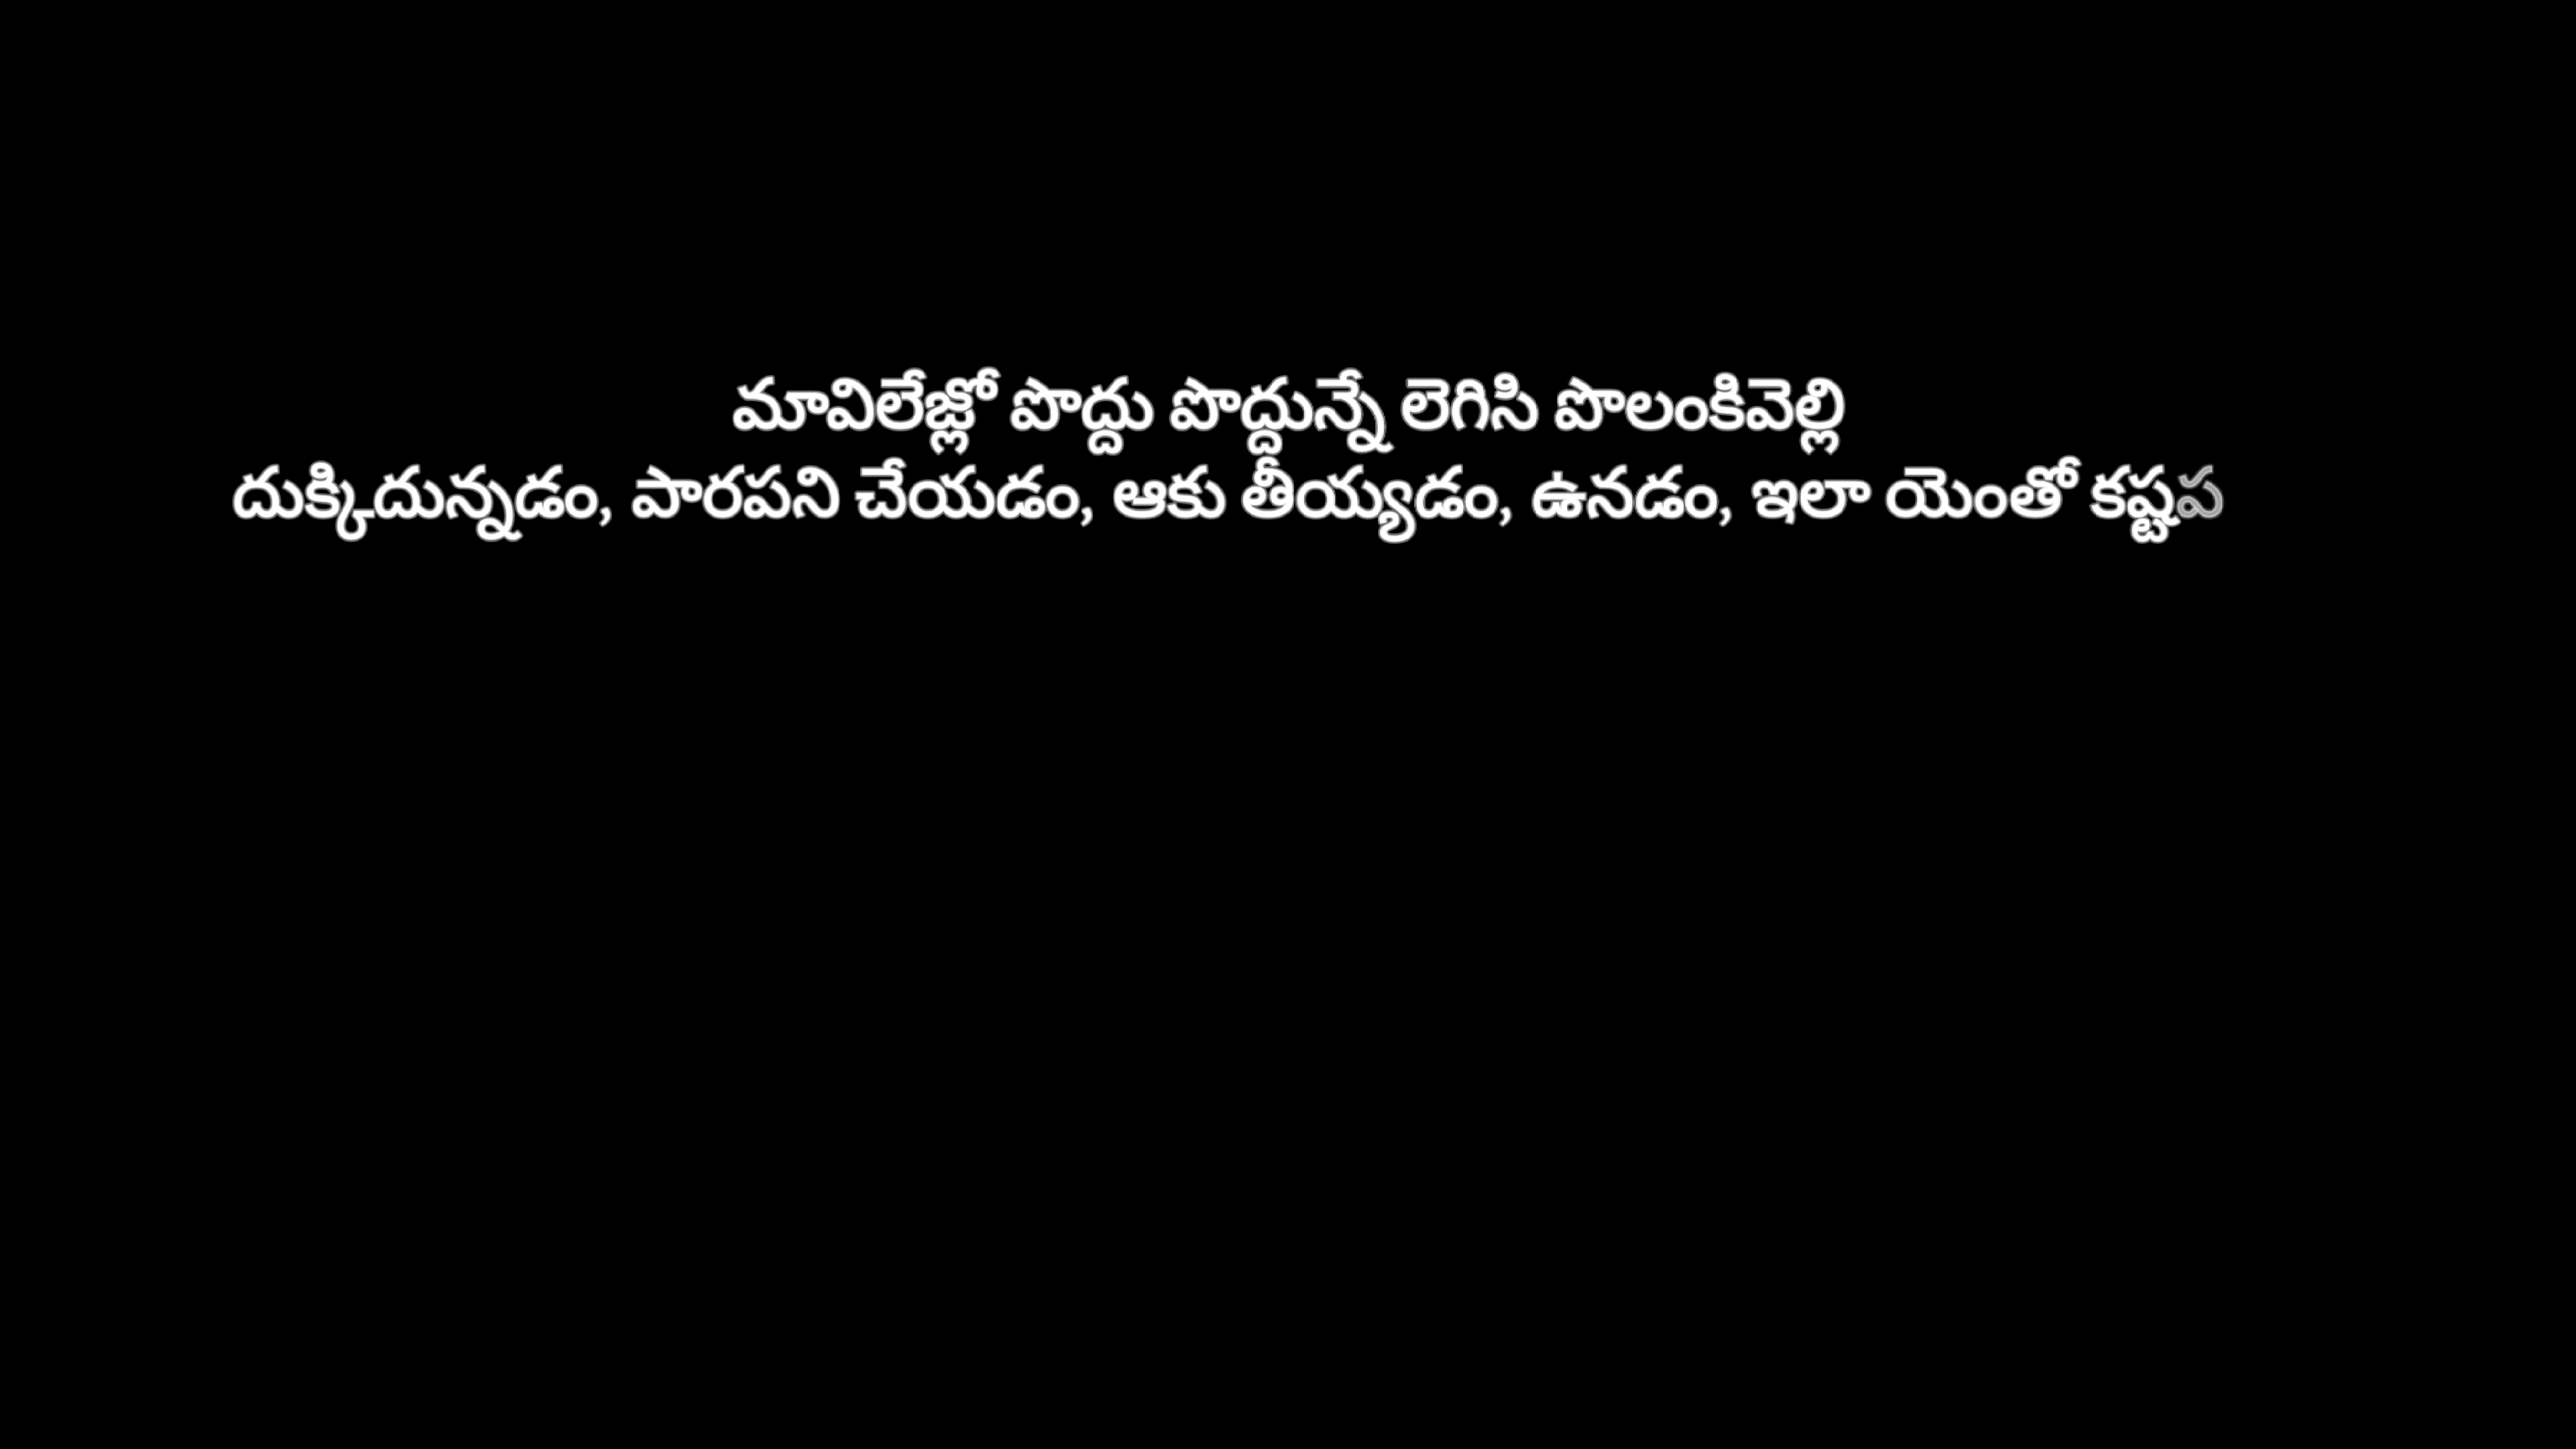 మావిలేజ్లో పొద్దు పొద్దున్నే లెగిసి పొలంకివెల్లి
దుక్కిదున్నడం, పారపని చేయడం, ఆకు తీయ్యడం, ఉనడం, ఇలా యెంతో కష్టప